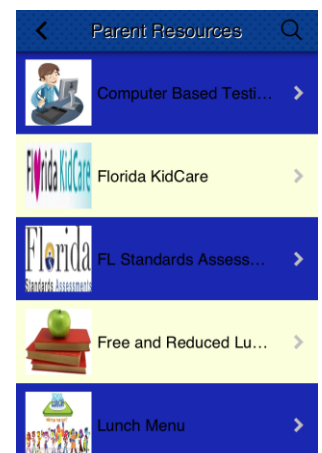 Parent Resources
Computer Based Testi...
Florida KidCare
Florida KidCare
Florida
Standards Assessments
FL Standards Assess...
Free and Reduced Lu...
LUNCH
Lunch Menu